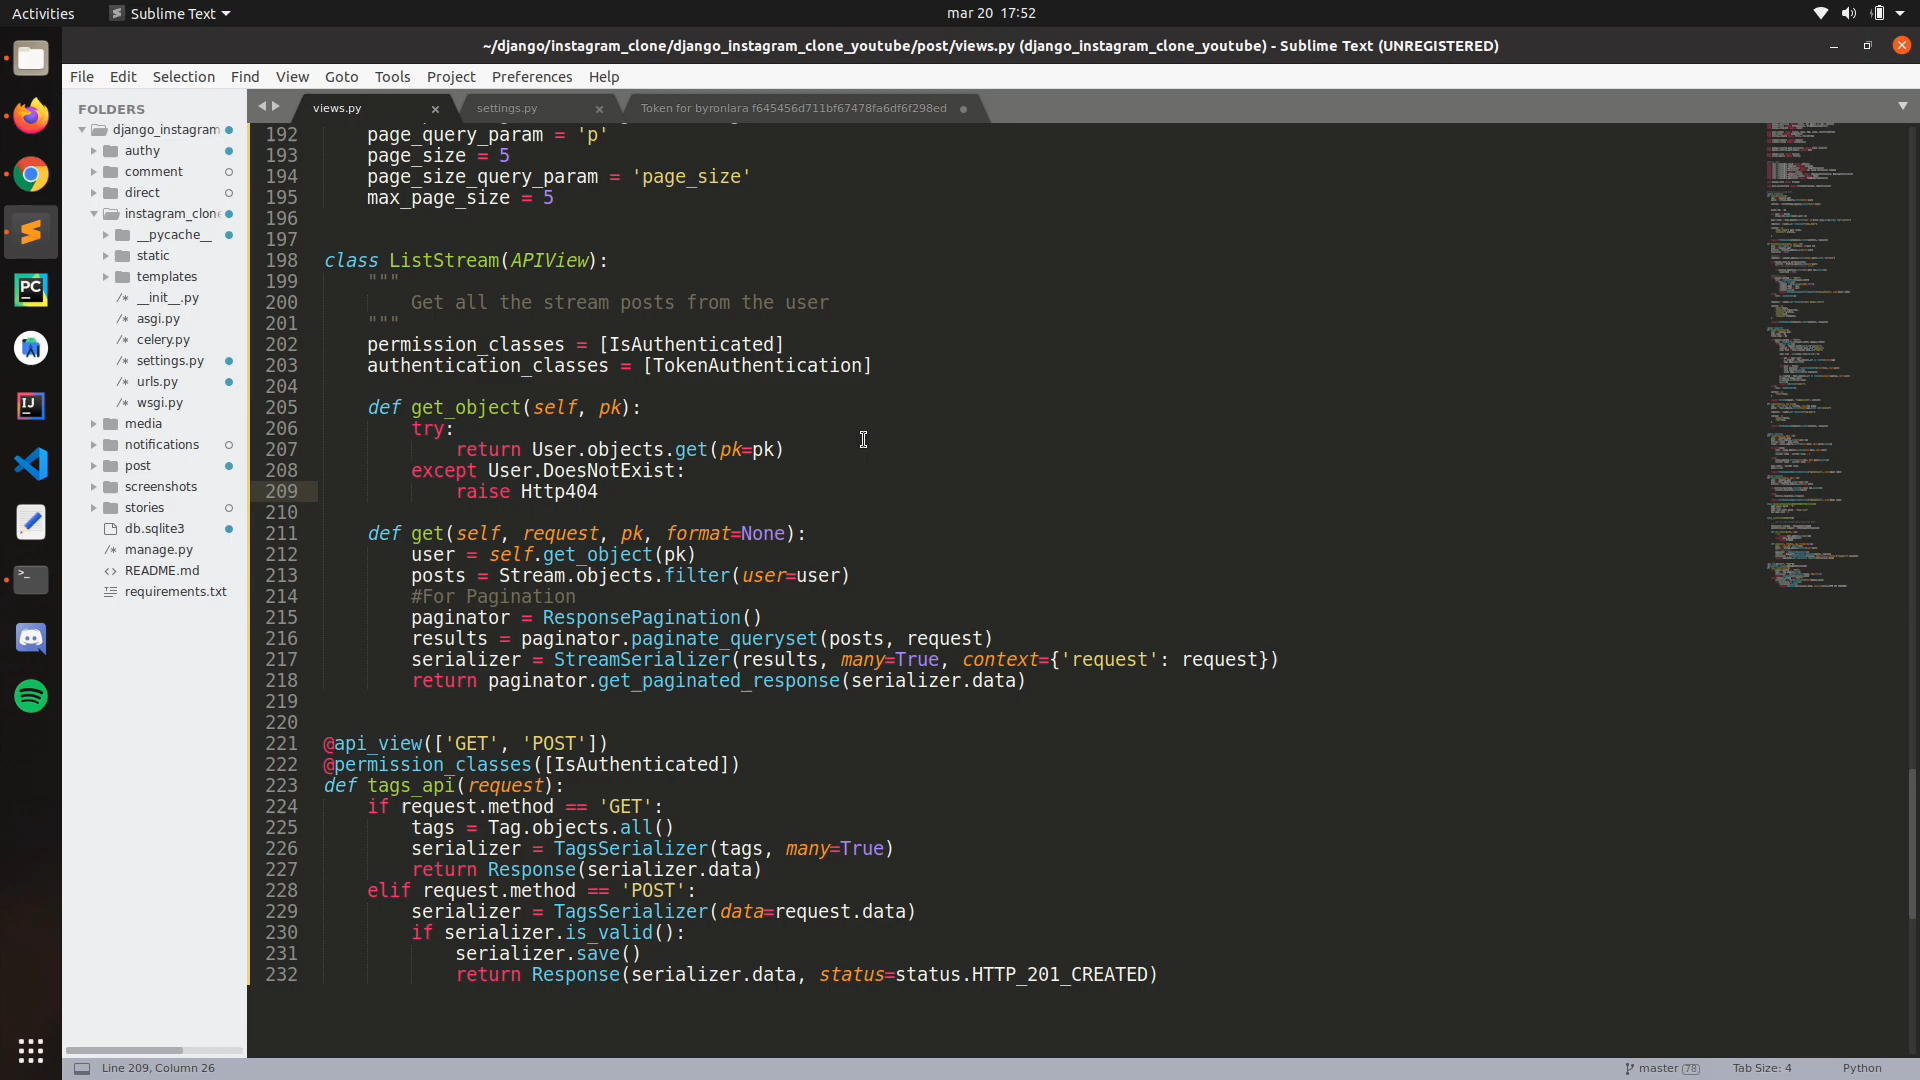 Activities
Sublime Text
mar 20 17:52
~/django/instagram_clone/django_instagram_clone_youtube/post/views.py (django_instagram_clone_youtube) - Sublime Text (UNREGISTERED)
File Edit Selection Find View Goto Tools Project Preferences Help
FOLDERS
django_instagram
authy
comment
direct
instagram_clone
__pycache__
static
templates
__init__.py
asgi.py
celery.py
settings.py
urls.py
wsgi.py
media
notifications
post
screenshots
stories
db.sqlite3
manage.py
README.md
requirements.txt
views.py
settings.py
Token for byronlara f645456d711bf67478fa6df6f298ed
192 page_query_param = 'p'
193 page_size = 5
194 page_size_query_param = 'page_size'
195 max_page_size = 5
196
197
198 class ListStream(APIView):
199 """
200 Get all the stream posts from the user
201 """
202 permission_classes = [IsAuthenticated]
203 authentication_classes = [TokenAuthentication]
204
205 def get_object(self, pk):
206 try:
207 return User.objects.get(pk=pk)
208 except User.DoesNotExist:
209 raise Http404
210
211 def get(self, request, pk, format=None):
212 user = self.get_object(pk)
213 posts = Stream.objects.filter(user=user)
214 #For Pagination
215 paginator = ResponsePagination()
216 results = paginator.paginate_queryset(posts, request)
217 serializer = StreamSerializer(results, many=True, context={'request': request})
218 return paginator.get_paginated_response(serializer.data)
219
220
221 @api_view(['GET', 'POST'])
222 @permission_classes([IsAuthenticated])
223 def tags_api(request):
224 if request.method == 'GET':
225 tags = Tag.objects.all()
226 serializer = TagsSerializer(tags, many=True)
227 return Response(serializer.data)
228 elif request.method == 'POST':
229 serializer = TagsSerializer(data=request.data)
230 if serializer.is_valid():
231 serializer.save()
232 return Response(serializer.data, status=status.HTTP_201_CREATED)
Line 209, Column 26
master 78
Tab Size: 4
Python